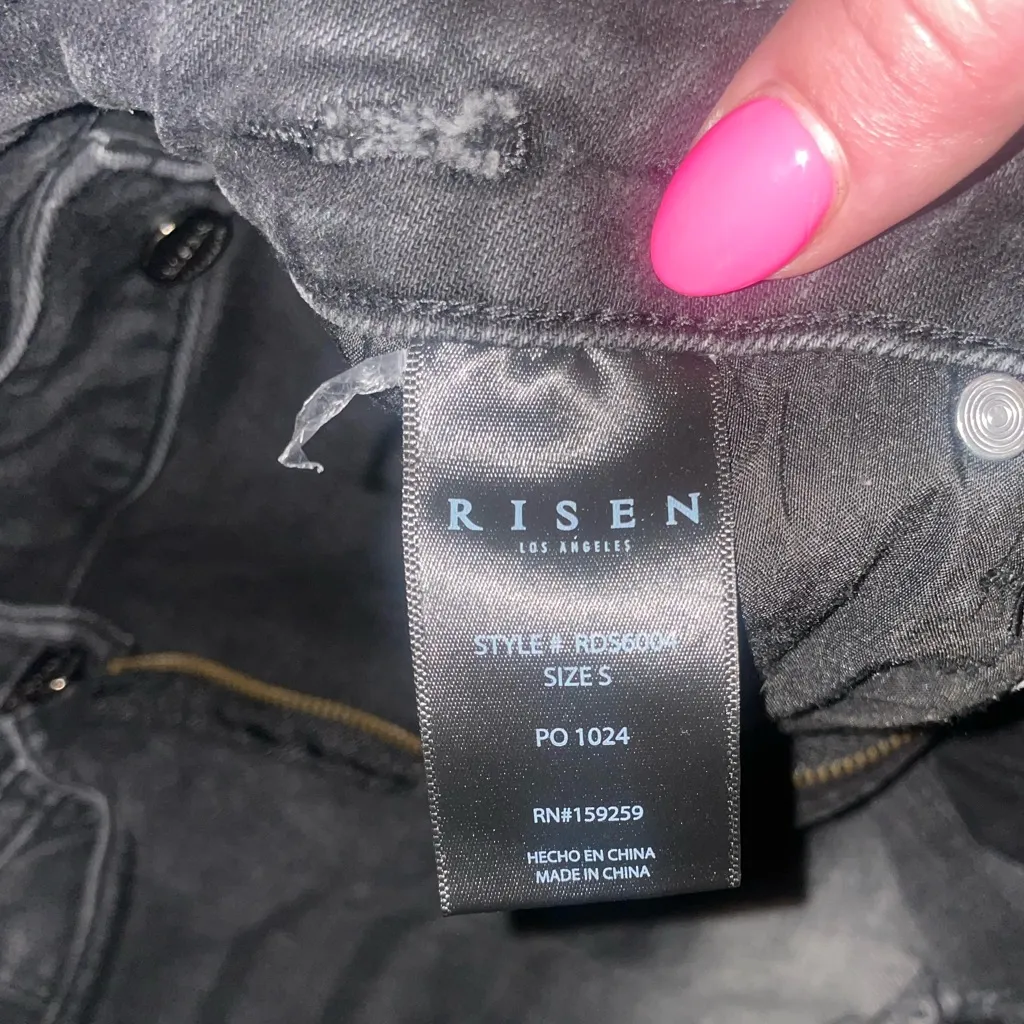 RISEN
LOS ANGELES
STYLE # RDS6004
SIZE S
PO 1024
RN#159259
HECHO EN CHINA
MADE IN CHINA